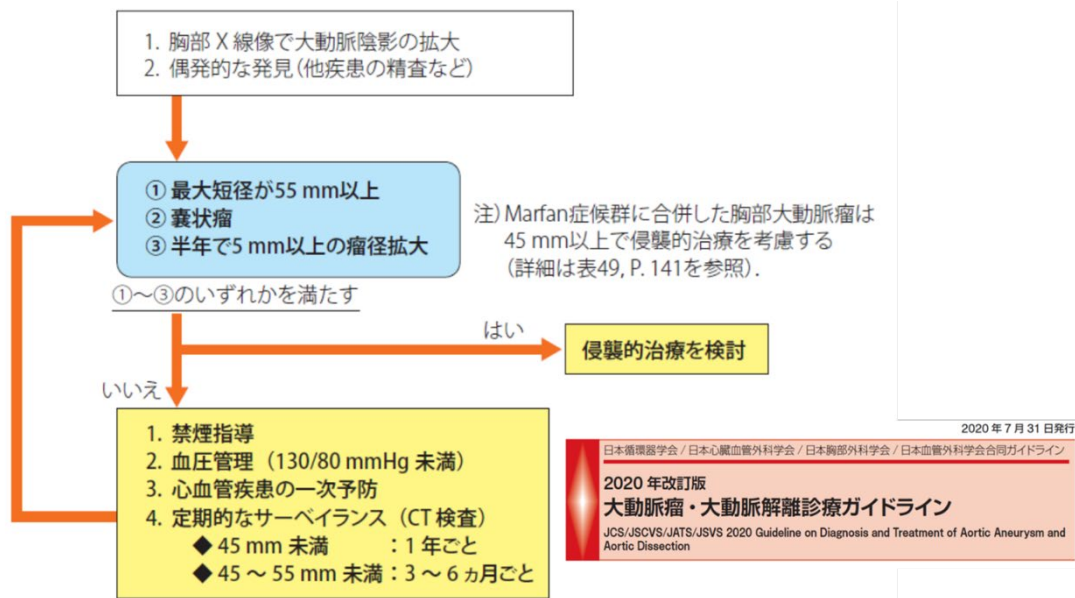 1. 胸部 X 線像で大動脈陰影の拡大
2. 偶発的な発見（他疾患の精査など）
① 最大短径が55 mm以上
② 嚢状瘤
③ 半年で5 mm以上の瘤径拡大
注）Marfan症候群に合併した胸部大動脈瘤は
45 mm以上で侵襲的治療を考慮する
（詳細は表49, P. 141を参照）.
①〜③のいずれかを満たす
はい
侵襲的治療を検討
いいえ
1. 禁煙指導
2. 血圧管理（130/80 mmHg 未満）
3. 心血管疾患の一次予防
4. 定期的なサーベイランス（CT 検査）
◆ 45 mm 未満　　：1 年ごと
◆ 45 〜 55 mm 未満：3 〜 6 ヵ月ごと
2020 年 7 月 31 日発行
日本循環器学会 / 日本心臓血管外科学会 / 日本胸部外科学会 / 日本血管外科学会合同ガイドライン
2020 年改訂版
大動脈瘤・大動脈解離診療ガイドライン
JCS/JSCVS/JATS/JSVS 2020 Guideline on Diagnosis and Treatment of Aortic Aneurysm and
Aortic Dissection